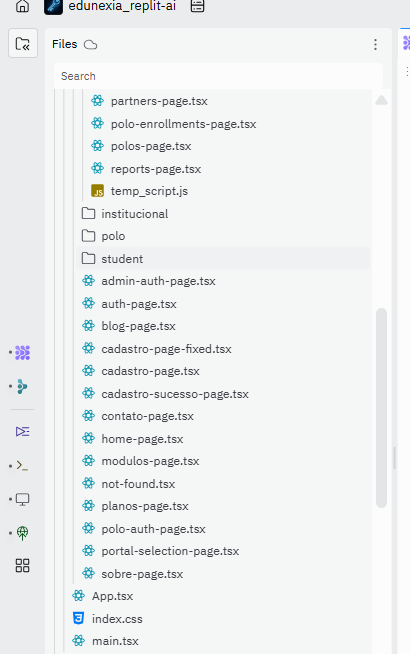 edunexia_replit-ai
Files
Search
partners-page.tsx
polo-enrollments-page.tsx
polos-page.tsx
reports-page.tsx
JS temp_script.js
institucional
polo
student
admin-auth-page.tsx
auth-page.tsx
blog-page.tsx
cadastro-page-fixed.tsx
cadastro-page.tsx
cadastro-sucesso-page.tsx
contato-page.tsx
home-page.tsx
modulos-page.tsx
not-found.tsx
planos-page.tsx
polo-auth-page.tsx
portal-selection-page.tsx
sobre-page.tsx
App.tsx
index.css
main.tsx